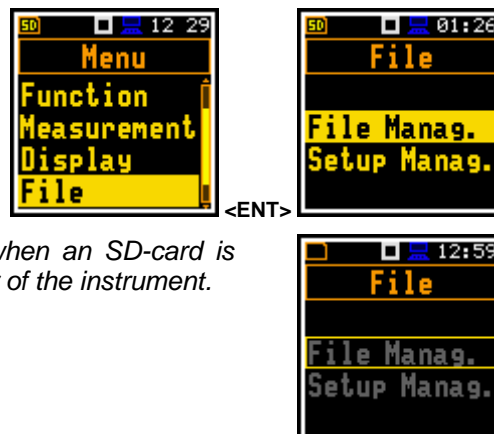 SD 12 29
Menu
Function
Measurement
Display
File
<ENT>
SD 01:26
File
File Manag.
Setup Manag.
when an SD-card is
of the instrument.
12:59
File
File Manag.
Setup Manag.